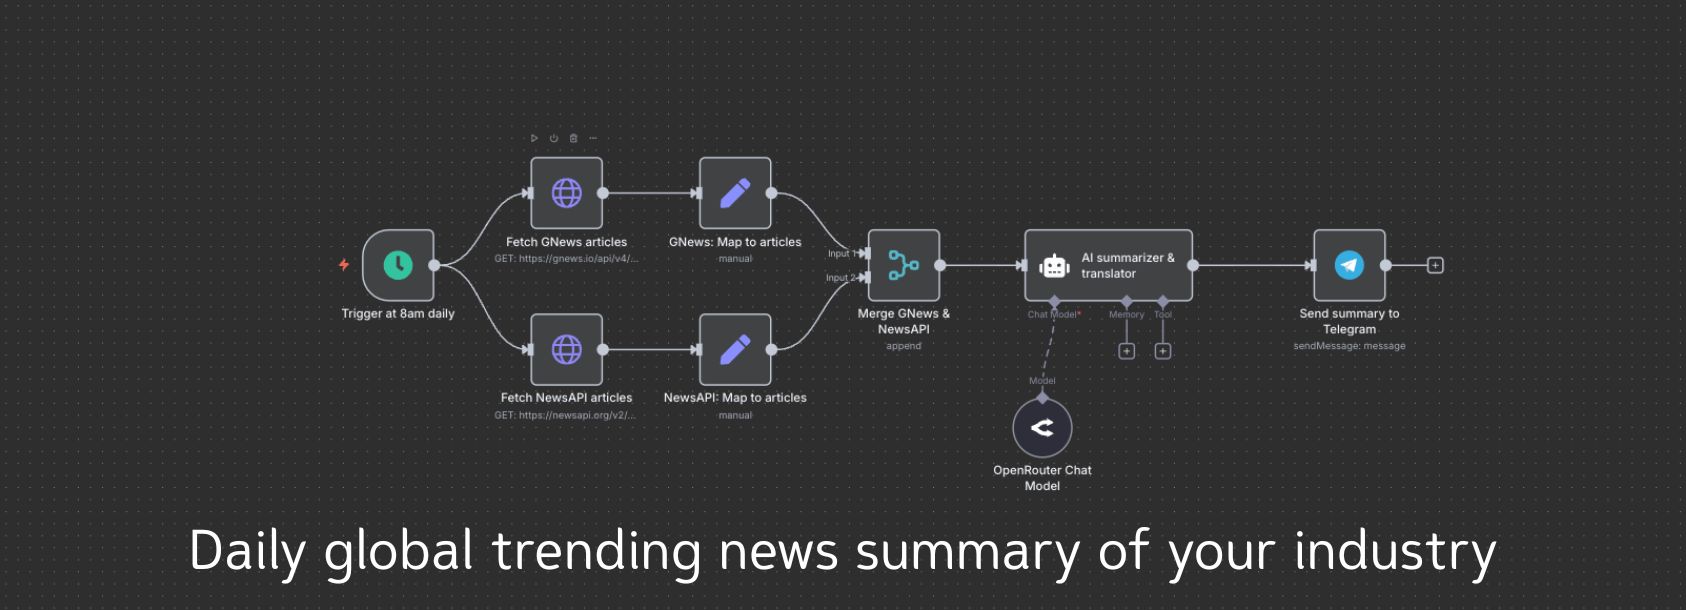 Trigger at 8am daily
Fetch GNews articles
GET: https://gnews.io/api/v4/...
GNews: Map to articles
manual
Fetch NewsAPI articles
GET: https://newsapi.org/v2/...
NewsAPI: Map to articles
manual
Input 1
Input 2
Merge GNews &
NewsAPI
append
AI summarizer &
translator
Chat Model*
Memory
Tool
Model
OpenRouter Chat
Model
Send summary to
Telegram
sendMessage: message
Daily global trending news summary of your industry